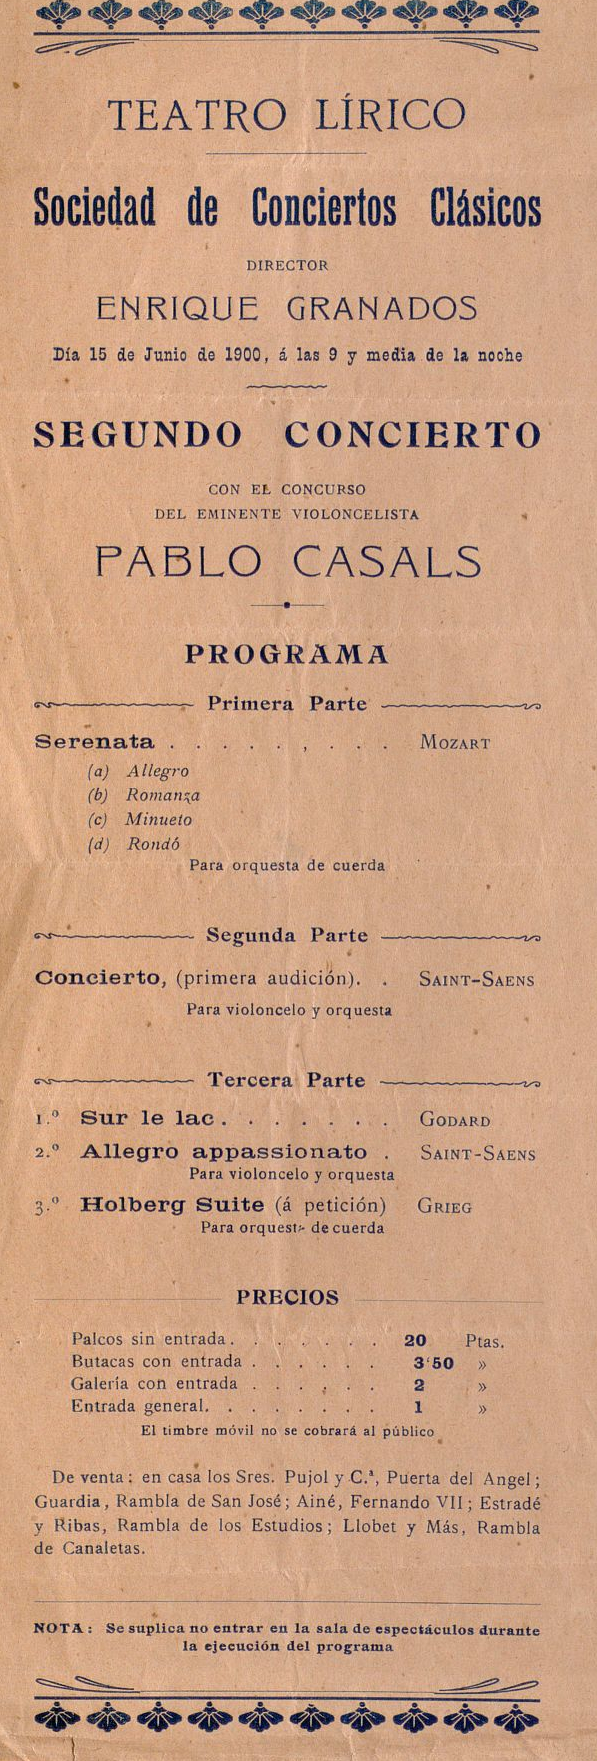 TEATRO LÍRICO
Sociedad de Conciertos Clásicos
DIRECTOR
ENRIQUE GRANADOS
Día 15 de Junio de 1900, á las 9 y media de la noche
SEGUNDO CONCIERTO
CON EL CONCURSO
DEL EMINENTE VIOLONCELISTA
PABLO CASALS
PROGRAMA
Primera Parte
Serenata . . . . . , . . . MOZART
(a) Allegro
(b) Romanza
(c) Minueto
(d) Rondó
Para orquesta de cuerda
Segunda Parte
Concierto, (primera audición). . SAINT-SAENS
Para violoncelo y orquesta
Tercera Parte
1.º Sur le lac . . . . . . . GODARD
2.º Allegro appassionato . SAINT-SAENS
Para violoncelo y orquesta
3.º Holberg Suite (á petición) GRIEG
Para orquesta de cuerda
PRECIOS
Palcos sin entrada . . . . . . . 20 Ptas.
Butacas con entrada . . . . . . 3'50 »
Galería con entrada . . . . . . 2 »
Entrada general. . . . . . . . 1 »
El timbre móvil no se cobrará al público
De venta: en casa los Sres. Pujol y C.ª, Puerta del Angel;
Guardia, Rambla de San José; Ainé, Fernando VII; Estradé
y Ribas, Rambla de los Estudios; Llobet y Más, Rambla
de Canaletas.
NOTA: Se suplica no entrar en la sala de espectáculos durante
la ejecución del programa